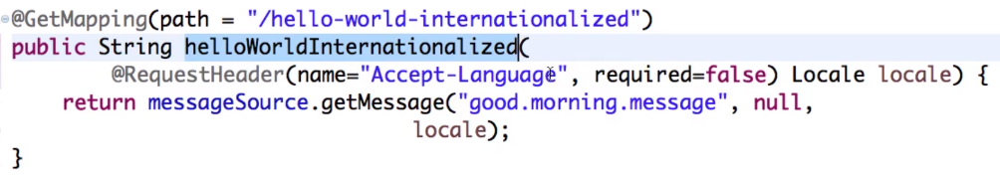 @GetMapping(path = "/hello-world-internationalized")
public String helloWorldInternationalized(
@RequestHeader(name="Accept-Language", required=false) Locale locale) {
return messageSource.getMessage("good.morning.message", null,
locale);
}